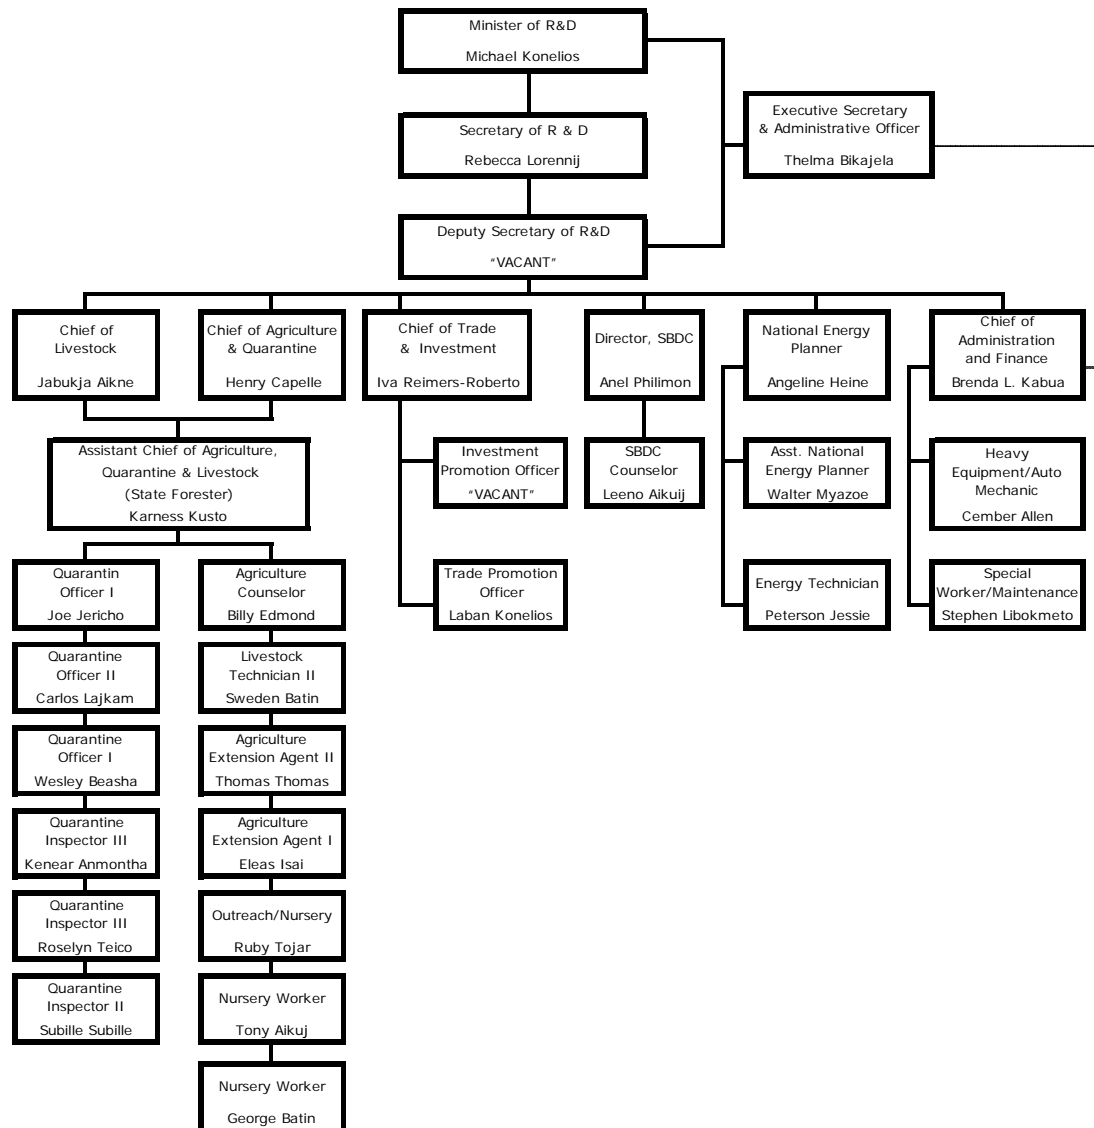 Minister of R&D
Michael Konelios
Executive Secretary
& Administrative Officer
Thelma Bikajela
Secretary of R & D
Rebecca Lorennij
Deputy Secretary of R&D
"VACANT"
Chief of
Livestock
Jabukja Aikne
Chief of Agriculture
& Quarantine
Henry Capelle
Chief of Trade
& Investment
Iva Reimers-Roberto
Director, SBDC
Anel Philimon
National Energy
Planner
Angeline Heine
Chief of
Administration
and Finance
Brenda L. Kabua
Assistant Chief of Agriculture,
Quarantine & Livestock
(State Forester)
Karness Kusto
Investment
Promotion Officer
"VACANT"
SBDC
Counselor
Leeno Aikuij
Asst. National
Energy Planner
Walter Myazoe
Heavy
Equipment/Auto
Mechanic
Cember Allen
Quarantin
Officer I
Joe Jericho
Agriculture
Counselor
Billy Edmond
Trade Promotion
Officer
Laban Konelios
Energy Technician
Peterson Jessie
Special
Worker/Maintenance
Stephen Libokmeto
Quarantine
Officer II
Carlos Lajkam
Livestock
Technician II
Sweden Batin
Quarantine
Officer I
Wesley Beasha
Agriculture
Extension Agent II
Thomas Thomas
Quarantine
Inspector III
Kenear Anmontha
Agriculture
Extension Agent I
Eleas Isai
Quarantine
Inspector III
Roselyn Teico
Outreach/Nursery
Ruby Tojar
Quarantine
Inspector II
Subille Subille
Nursery Worker
Tony Aikuj
Nursery Worker
George Batin